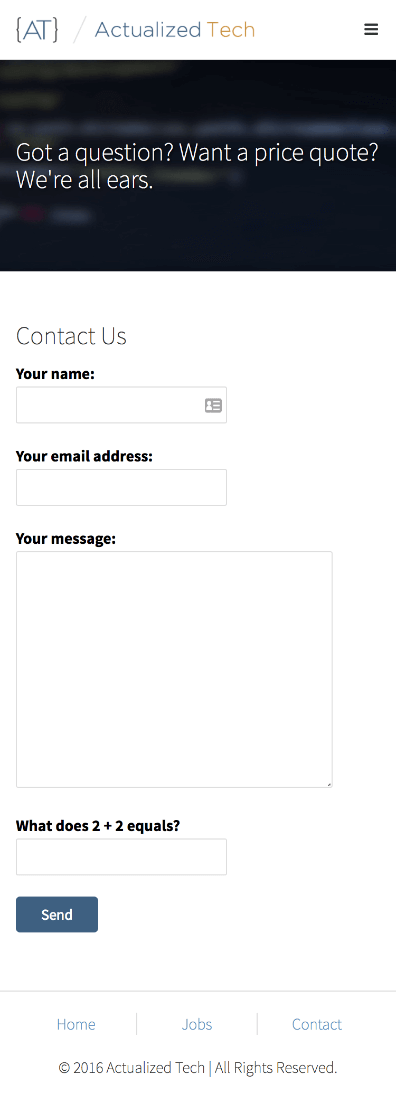 {AT} / Actualized Tech
Got a question? Want a price quote?
We're all ears.
Contact Us
Your name:
Your email address:
Your message:
What does 2 + 2 equals?
Send
Home | Jobs | Contact
© 2016 Actualized Tech | All Rights Reserved.